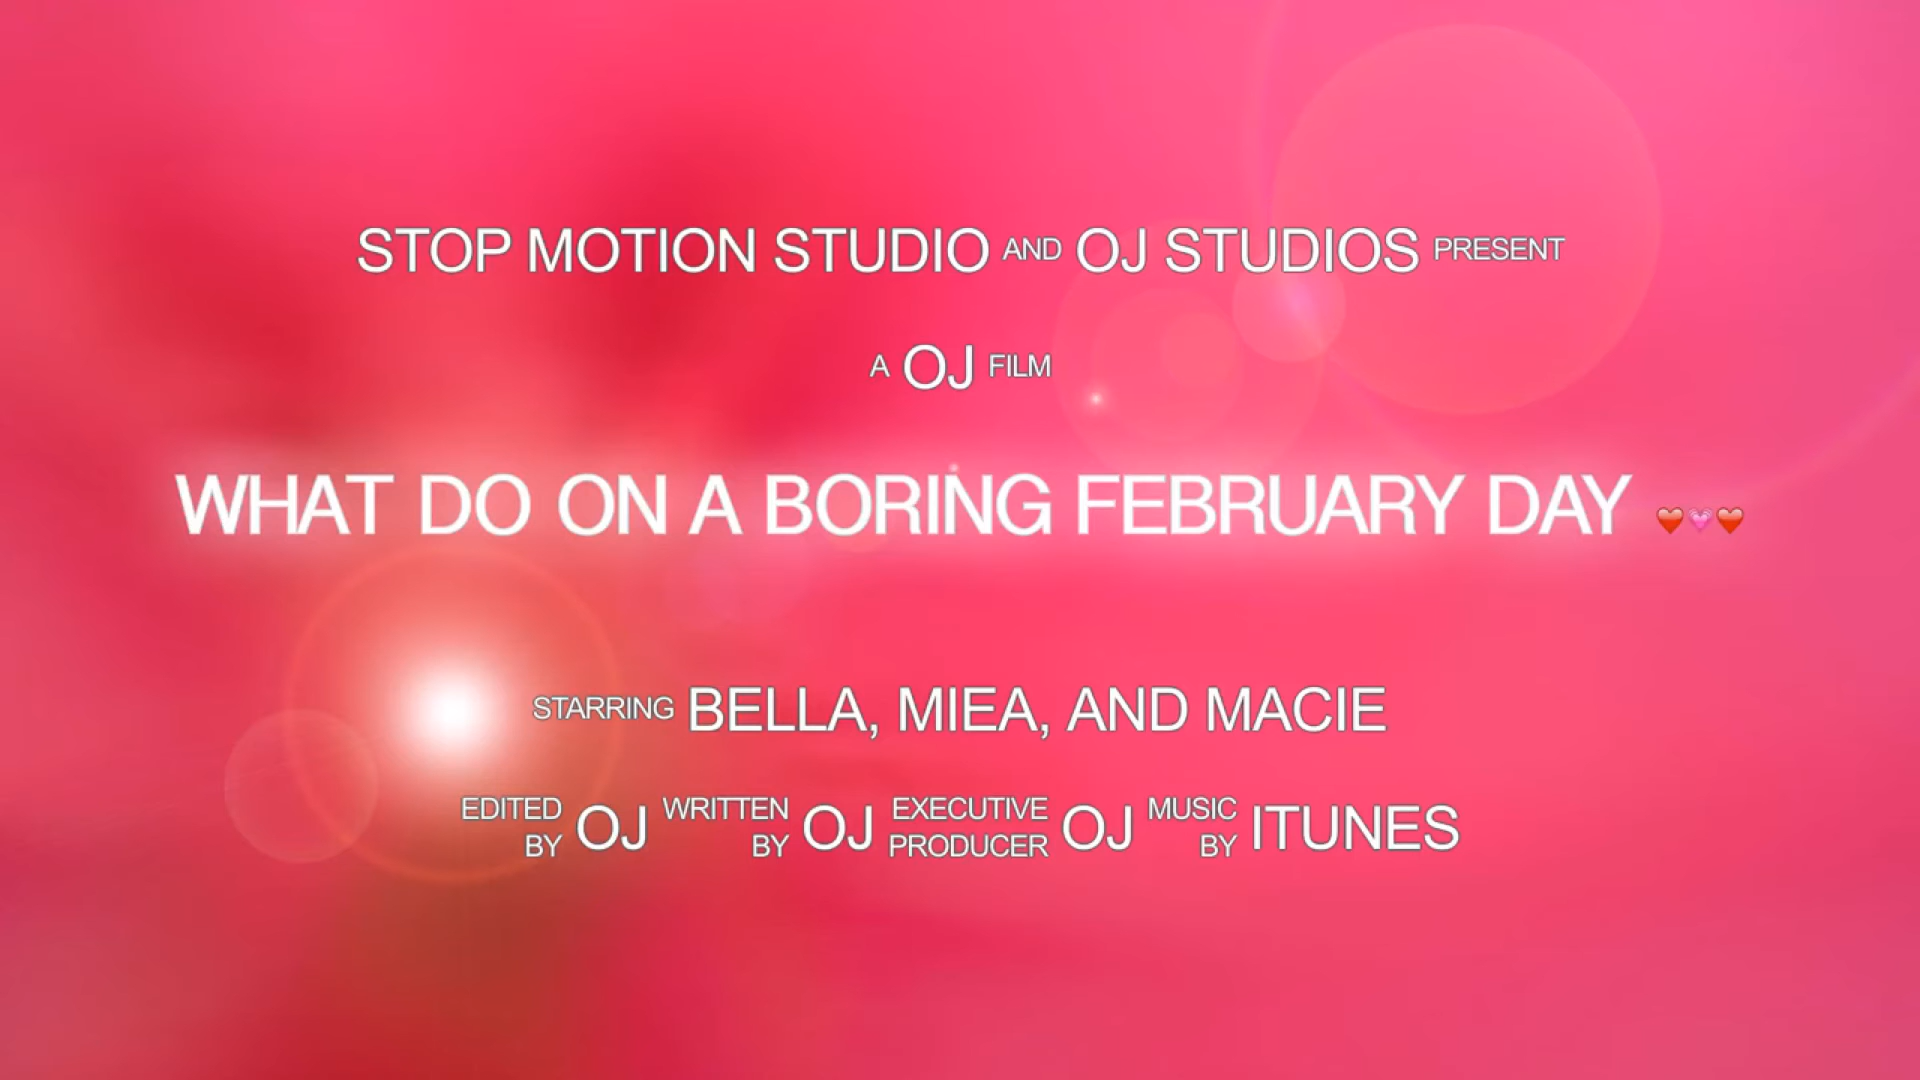 STOP MOTION STUDIO AND OJ STUDIOS PRESENT
A OJ FILM
WHAT DO ON A BORING FEBRUARY DAY ❤️💗❤️
STARRING BELLA, MIEA, AND MACIE
EDITED BY OJ WRITTEN BY OJ EXECUTIVE PRODUCER OJ MUSIC BY ITUNES